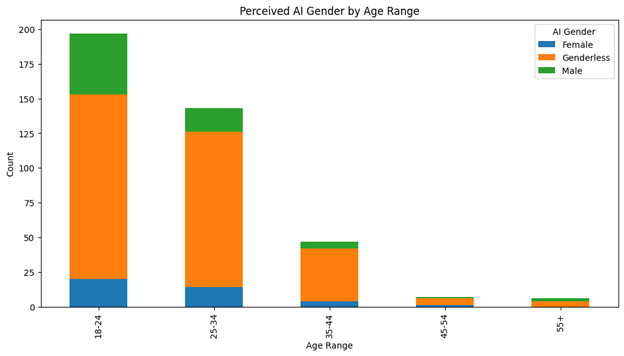 Perceived AI Gender by Age Range
AI Gender
Female
Genderless
Male
200
175
150
125
100
75
50
25
0
Count
18-24
25-34
35-44
45-54
55+
Age Range